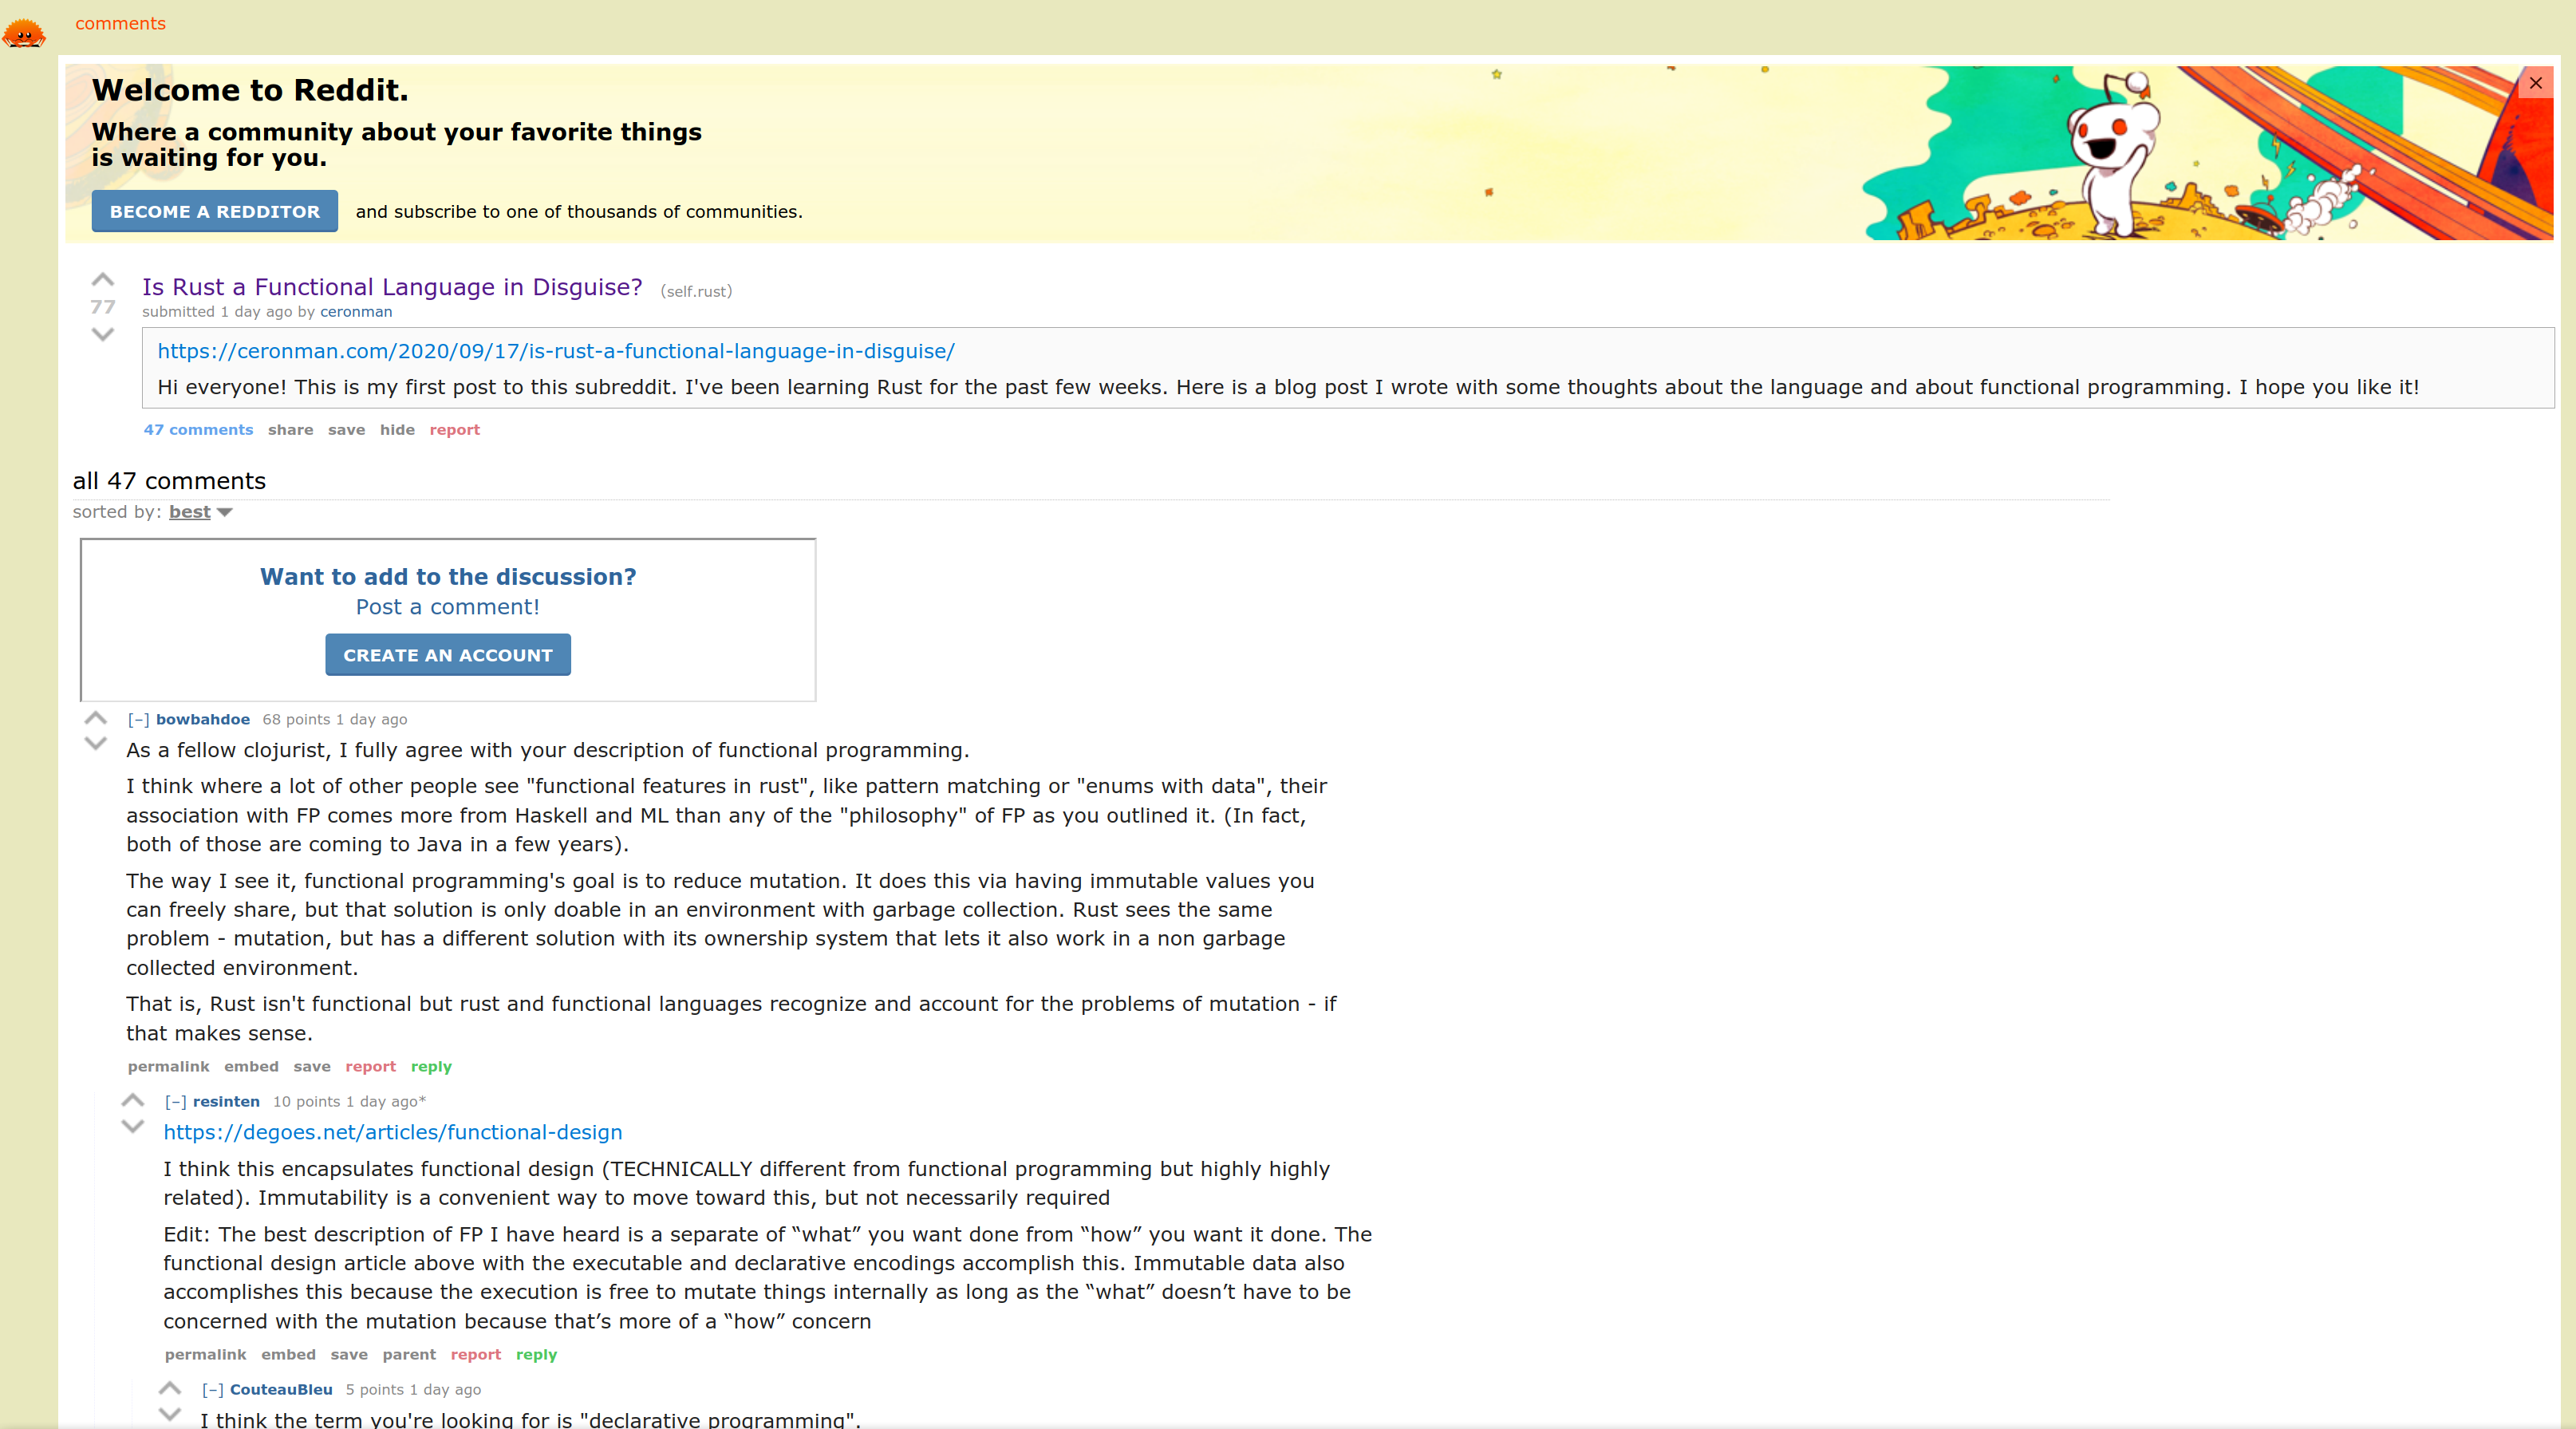 comments
Welcome to Reddit.
Where a community about your favorite things
is waiting for you.
BECOME A REDDITOR and subscribe to one of thousands of communities.
Is Rust a Functional Language in Disguise? (self.rust)
77
submitted 1 day ago by ceronman
https://ceronman.com/2020/09/17/is-rust-a-functional-language-in-disguise/
Hi everyone! This is my first post to this subreddit. I've been learning Rust for the past few weeks. Here is a blog post I wrote with some thoughts about the language and about functional programming. I hope you like it!
47 comments share save hide report
all 47 comments
sorted by: best
Want to add to the discussion?
Post a comment!
CREATE AN ACCOUNT
[–] bowbahdoe 68 points 1 day ago
As a fellow clojurist, I fully agree with your description of functional programming.
I think where a lot of other people see "functional features in rust", like pattern matching or "enums with data", their
association with FP comes more from Haskell and ML than any of the "philosophy" of FP as you outlined it. (In fact,
both of those are coming to Java in a few years).
The way I see it, functional programming's goal is to reduce mutation. It does this via having immutable values you
can freely share, but that solution is only doable in an environment with garbage collection. Rust sees the same
problem - mutation, but has a different solution with its ownership system that lets it also work in a non garbage
collected environment.
That is, Rust isn't functional but rust and functional languages recognize and account for the problems of mutation - if
that makes sense.
permalink embed save report reply
[–] resinten 10 points 1 day ago*
https://degoes.net/articles/functional-design
I think this encapsulates functional design (TECHNICALLY different from functional programming but highly highly
related). Immutability is a convenient way to move toward this, but not necessarily required
Edit: The best description of FP I have heard is a separate of “what” you want done from “how” you want it done. The
functional design article above with the executable and declarative encodings accomplish this. Immutable data also
accomplishes this because the execution is free to mutate things internally as long as the “what” doesn’t have to be
concerned with the mutation because that’s more of a “how” concern
permalink embed save parent report reply
[–] CouteauBleu 5 points 1 day ago
I think the term you're looking for is "declarative programming".